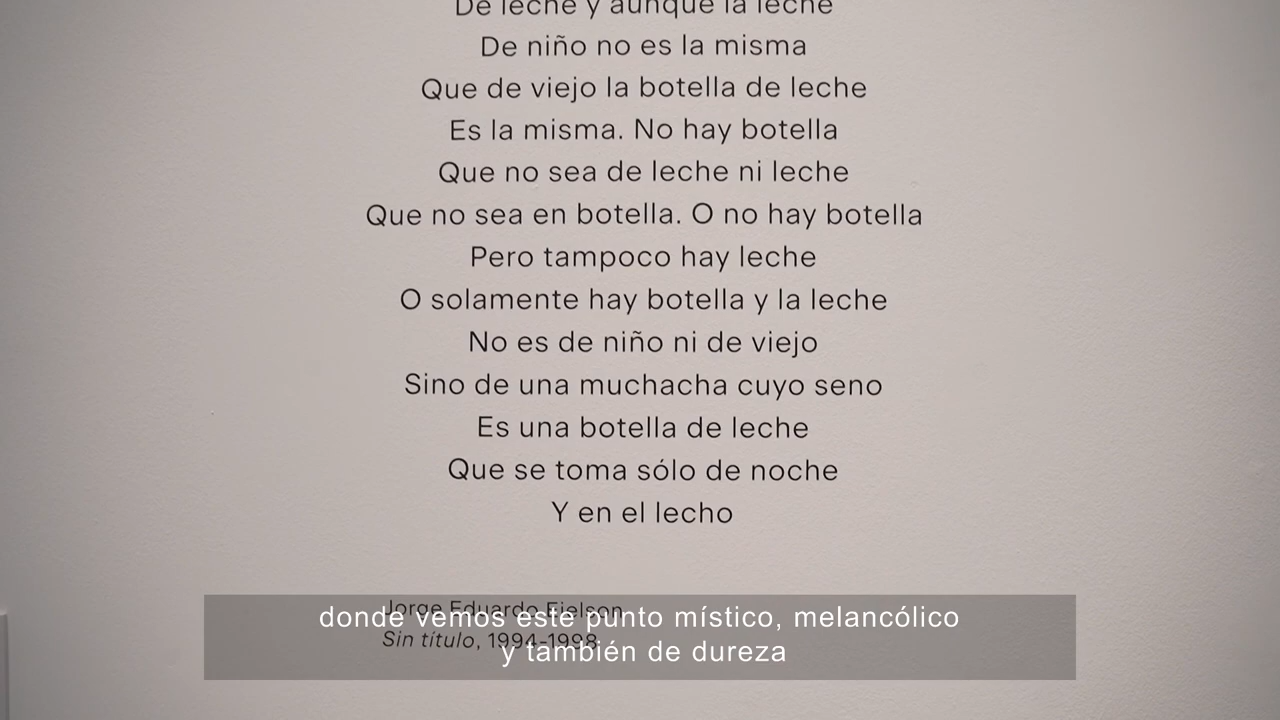 De leche y aunque la leche
De niño no es la misma
Que de viejo la botella de leche
Es la misma. No hay botella
Que no sea de leche ni leche
Que no sea en botella. O no hay botella
Pero tampoco hay leche
O solamente hay botella y la leche
No es de niño ni de viejo
Sino de una muchacha cuyo seno
Es una botella de leche
Que se toma sólo de noche
Y en el lecho
Jorge Eduardo Eielson
Sin título, 1994-1998
donde vemos este punto místico, melancólico
y también de dureza